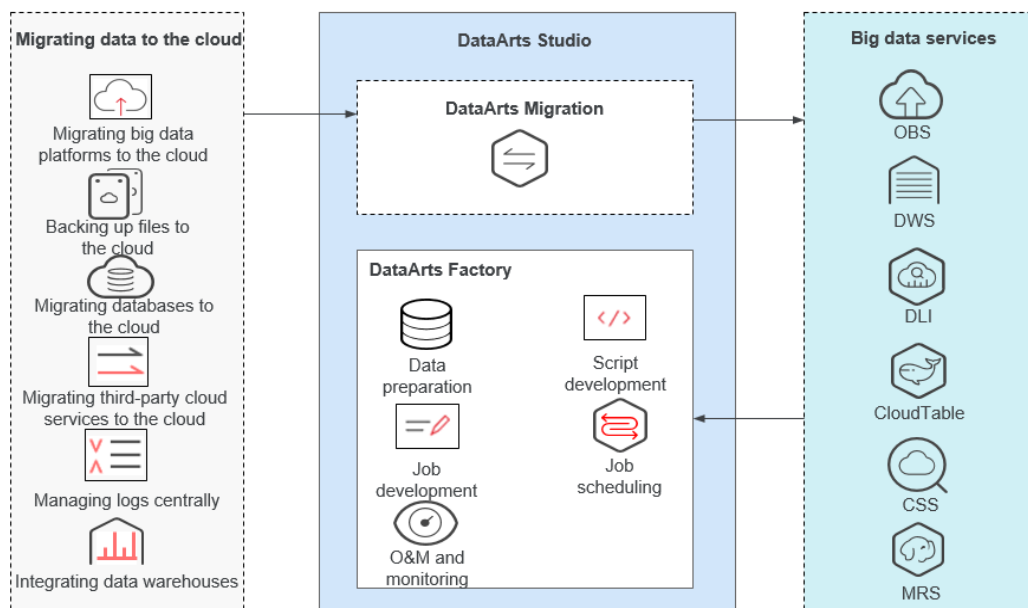 Migrating data to the cloud
Migrating big data
platforms to the cloud
Backing up files to
the cloud
Migrating databases to
the cloud
Migrating third-party cloud
services to the cloud
Managing logs centrally
Integrating data warehouses
DataArts Studio
DataArts Migration
DataArts Factory
Data
preparation
Script
development
Job
development
Job
scheduling
O&M and
monitoring
Big data services
OBS
DWS
DLI
CloudTable
CSS
MRS